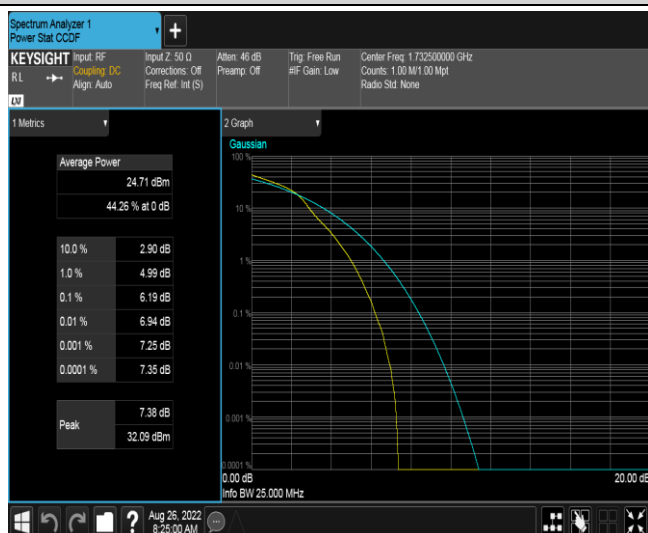 Spectrum Analyzer 1
Power Stat CCDF
KEYSIGHT
RL
LXI
Input: RF
Coupling: DC
Align: Auto
Input Z: 50 Ω
Corrections: Off
Freq Ref: Int (S)
Atten: 46 dB
Preamp: Off
Trig: Free Run
#IF Gain: Low
Center Freq: 1.732500000 GHz
Counts: 1.00 M/1.00 Mpt
Radio Std: None
1 Metrics
Average Power
24.71 dBm
44.26 % at 0 dB
10.0 % 2.90 dB
1.0 % 4.99 dB
0.1 % 6.19 dB
0.01 % 6.94 dB
0.001 % 7.25 dB
0.0001 % 7.35 dB
Peak 7.38 dB
32.09 dBm
2 Graph
Gaussian
100 %
10 %
1 %
0.1 %
0.01 %
0.001 %
0.0001 %
0.00 dB 20.00 dB
Info BW 25.000 MHz
?
Aug 26, 2022
8:25:00 AM